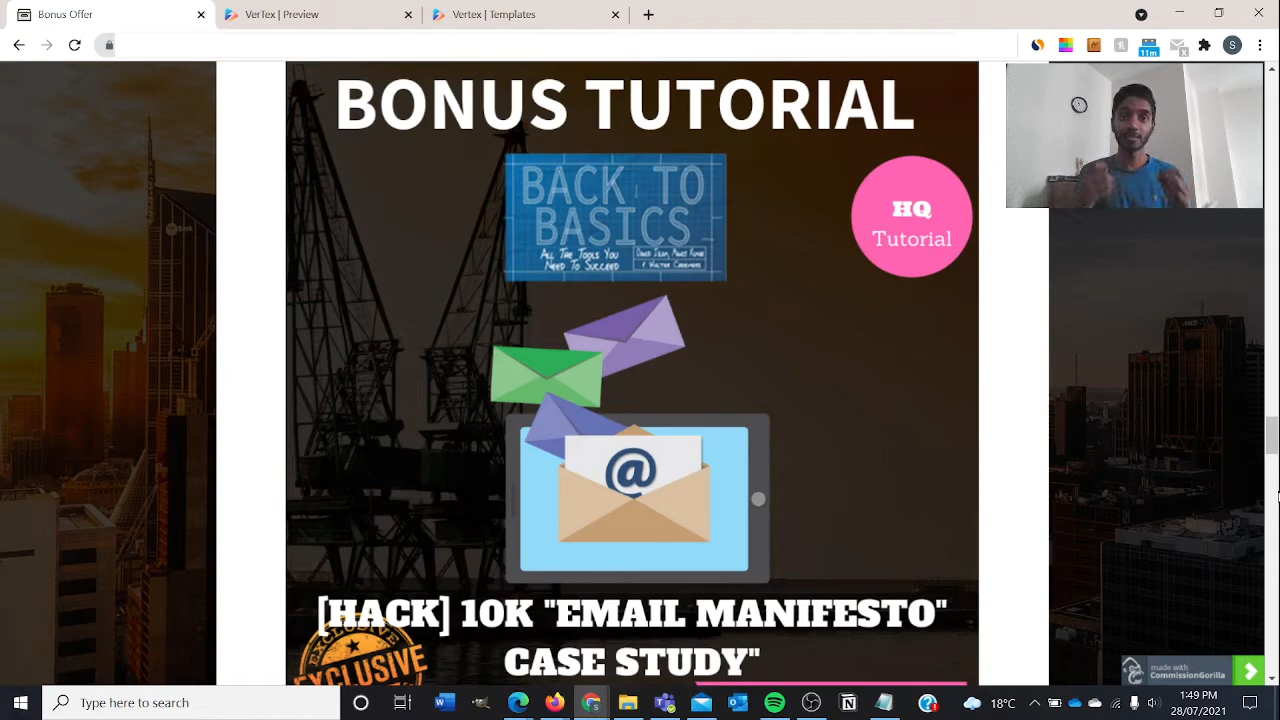 Bonus Offer
Vertex | Preview
Vertex | Templates
S
11m
BONUS TUTORIAL
BACK TO
BASICS
ALL THE TOOLS YOU
NEED TO SUCCEED
HQ
Tutorial
@
[HACK] 10K "EMAIL MANIFESTO"
CASE STUDY"
EXCLUSIVE
EXCLUSIVE
made with
CommissionGorilla
Type here to search
18°C
1:49 PM
28/07/2021